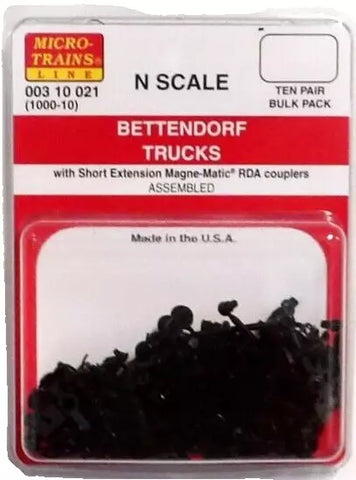 MICRO-
TRAINS®
LINE
003 10 021
(1000-10)
N SCALE
TEN PAIR
BULK PACK
BETTENDORF
TRUCKS
with Short Extension Magne-Matic® RDA couplers
ASSEMBLED
Made in the U.S.A.